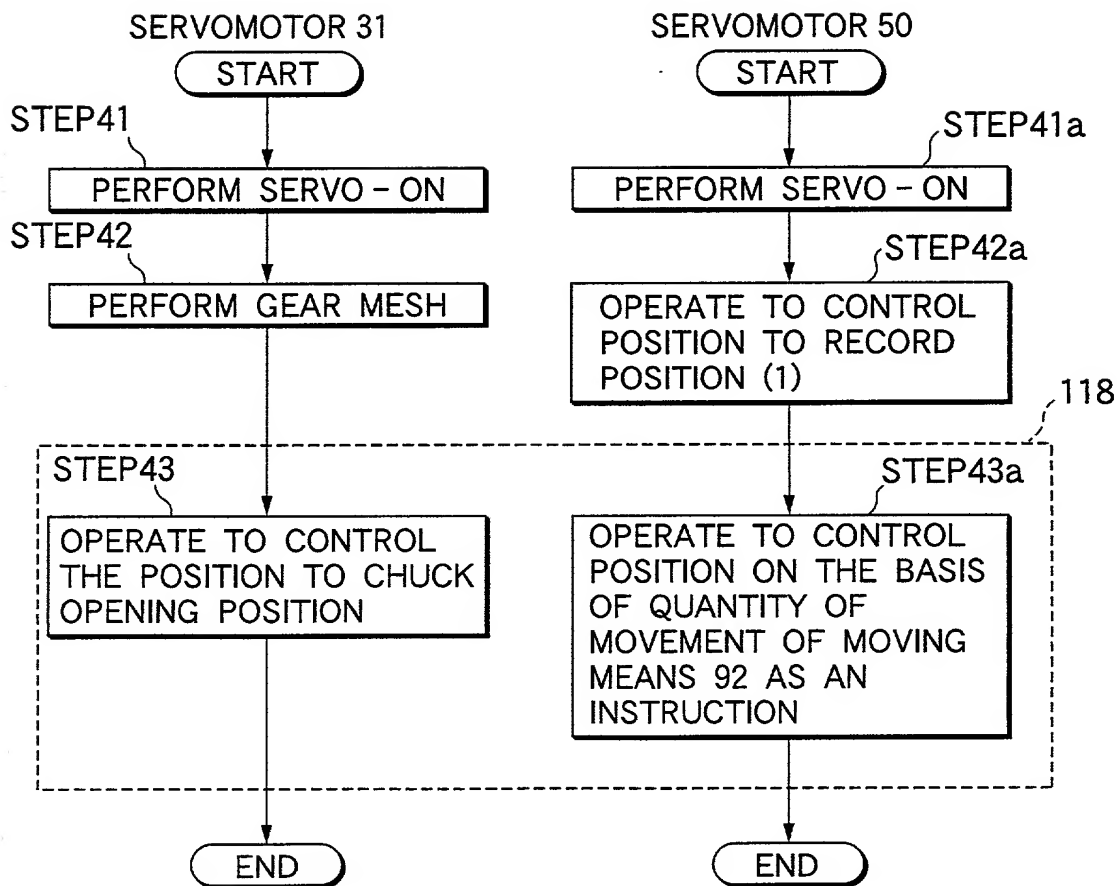 SERVOMOTOR 31
START
STEP41
PERFORM SERVO-ON
STEP42
PERFORM GEAR MESH
STEP43
OPERATE TO CONTROL
THE POSITION TO CHUCK
OPENING POSITION
END
SERVOMOTOR 50
START
STEP41a
PERFORM SERVO-ON
STEP42a
OPERATE TO CONTROL
POSITION TO RECORD
POSITION (1)
118
STEP43a
OPERATE TO CONTROL
POSITION ON THE BASIS
OF QUANTITY OF
MOVEMENT OF MOVING
MEANS 92 AS AN
INSTRUCTION
END